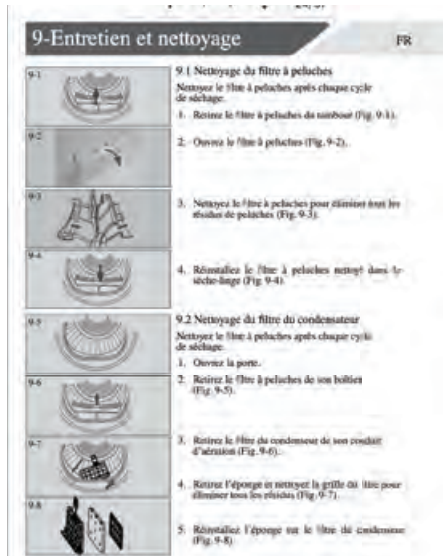 9-Entretien et nettoyage
FR
9-1
9.1 Nettoyage du filtre à peluches
Nettoyez le filtre à peluches après chaque cycle
de séchage.
1. Retirez le filtre à peluches du tambour (Fig. 9-1).
9-2
2. Ouvrez le filtre à peluches (Fig. 9-2).
9-3
3. Nettoyez le filtre à peluches pour éliminer tous les
résidus de peluches (Fig. 9-3).
9-4
4. Réinstallez le filtre à peluches nettoyé dans le
sèche-linge (Fig. 9-4).
9-5
9.2 Nettoyage du filtre du condensateur
Nettoyez le filtre à peluches après chaque cycle
de séchage.
1. Ouvrez la porte.
9-6
2. Retirez le filtre à peluches de son boîtier
(Fig. 9-5).
9-7
3. Retirez le filtre du condenseur de son conduit
d'aération (Fig. 9-6).
4. Retirez l'éponge et nettoyez la grille du filtre pour
éliminer tous les résidus (Fig. 9-7)
9-8
5. Réinstallez l'éponge sur le filtre du condenseur
(Fig. 9-8)